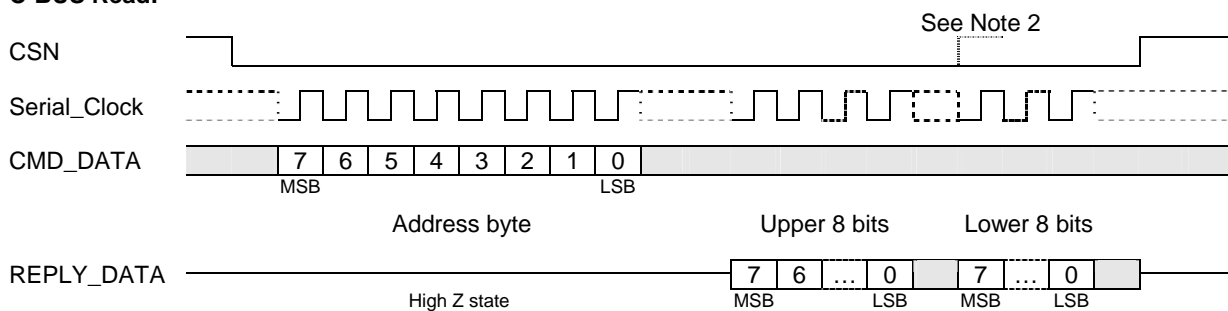 C-BUS Read:
See Note 2
CSN
Serial_Clock
CMD_DATA 7 6 5 4 3 2 1 0
MSB LSB
Address byte Upper 8 bits Lower 8 bits
REPLY_DATA 7 6 … 0 7 … 0
High Z state MSB LSB MSB LSB